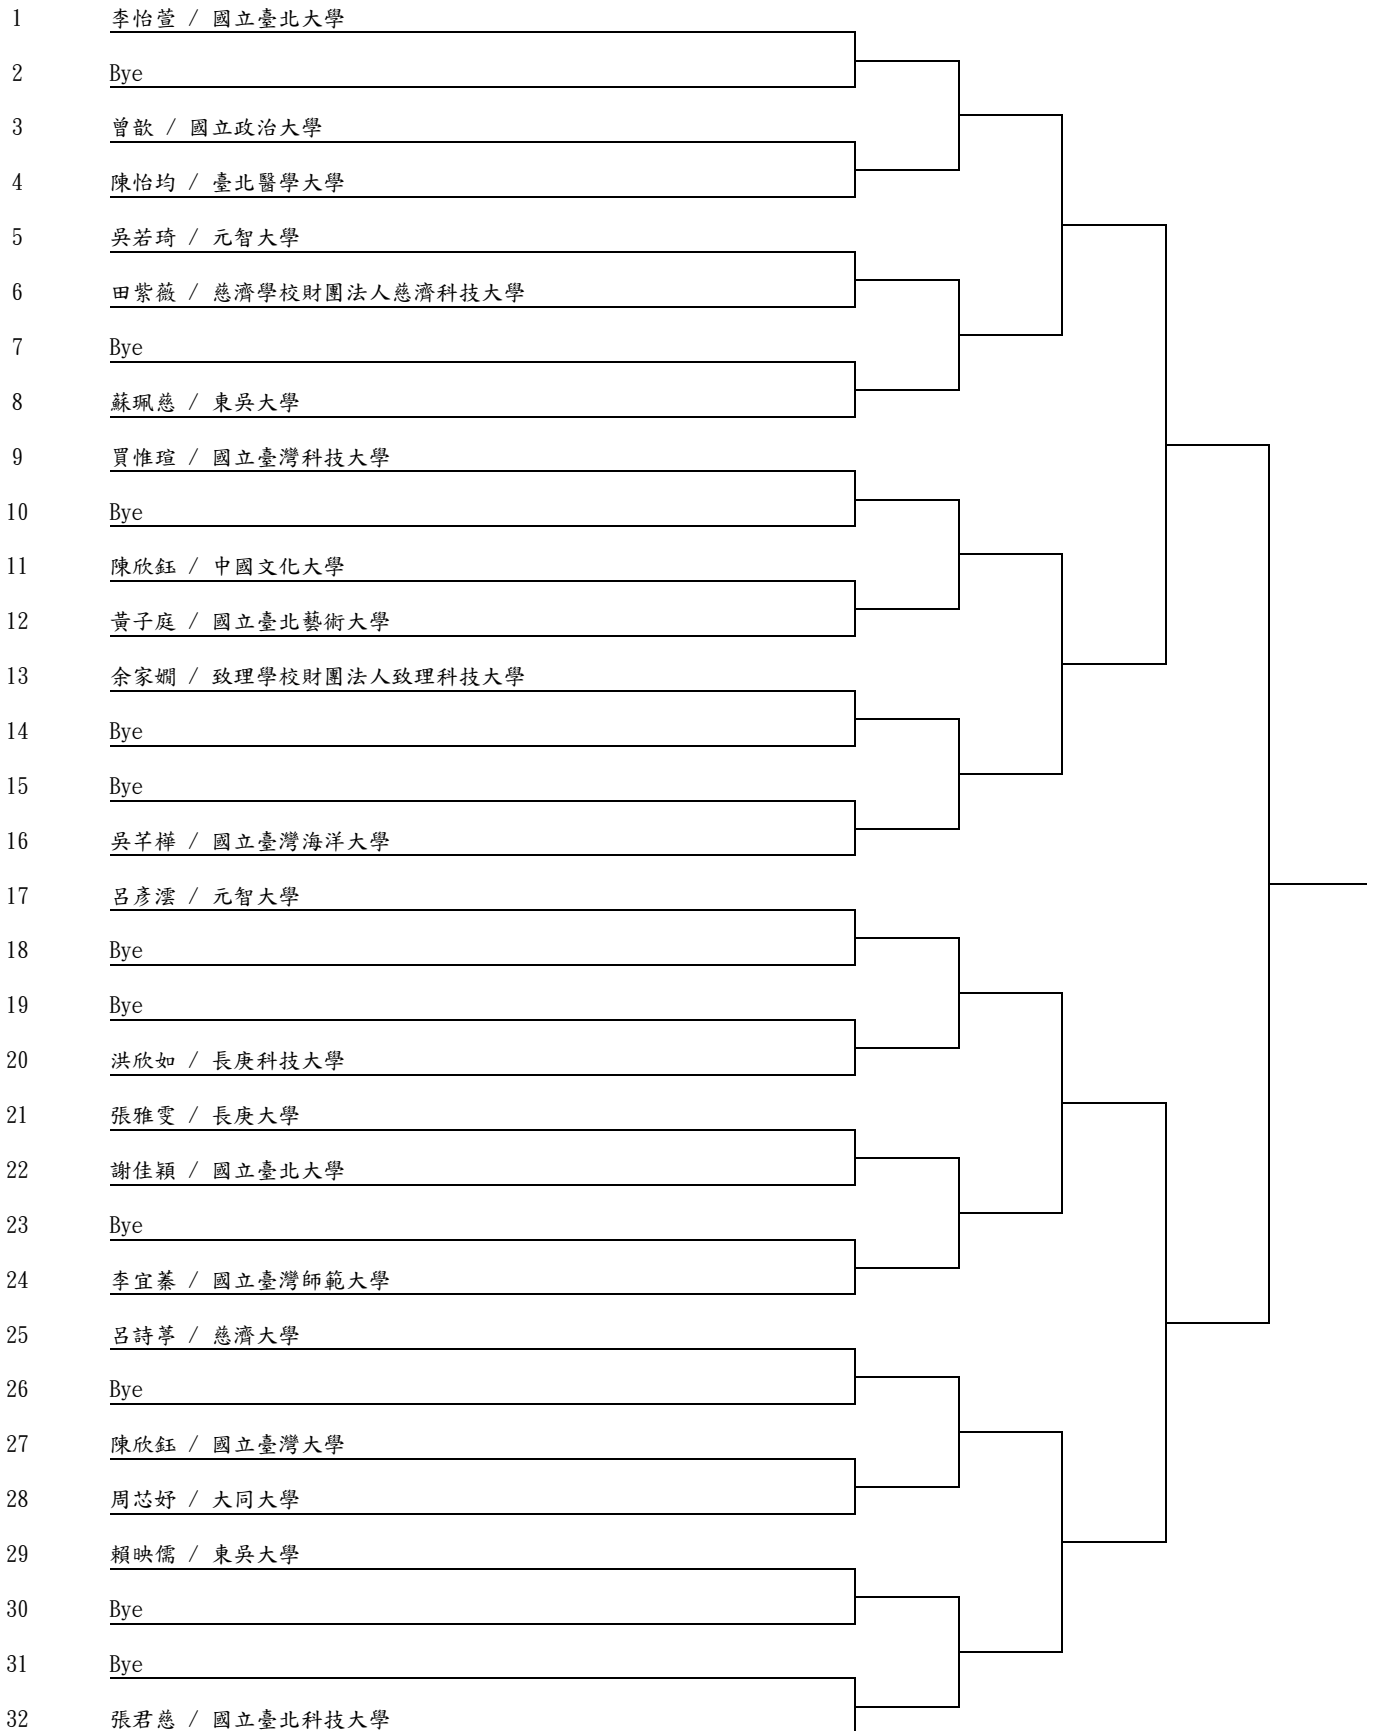 1 李怡萱 / 國立臺北大學
2 Bye
3 曾歆 / 國立政治大學
4 陳怡均 / 臺北醫學大學
5 吳若琦 / 元智大學
6 田紫薇 / 慈濟學校財團法人慈濟科技大學
7 Bye
8 蘇珮慈 / 東吳大學
9 買惟瑄 / 國立臺灣科技大學
10 Bye
11 陳欣鈺 / 中國文化大學
12 黃子庭 / 國立臺北藝術大學
13 余家嫺 / 致理學校財團法人致理科技大學
14 Bye
15 Bye
16 吳芊樺 / 國立臺灣海洋大學
17 呂彥澐 / 元智大學
18 Bye
19 Bye
20 洪欣如 / 長庚科技大學
21 張雅雯 / 長庚大學
22 謝佳穎 / 國立臺北大學
23 Bye
24 李宜蓁 / 國立臺灣師範大學
25 呂詩葶 / 慈濟大學
26 Bye
27 陳欣鈺 / 國立臺灣大學
28 周芯妤 / 大同大學
29 賴映儒 / 東吳大學
30 Bye
31 Bye
32 張君慈 / 國立臺北科技大學